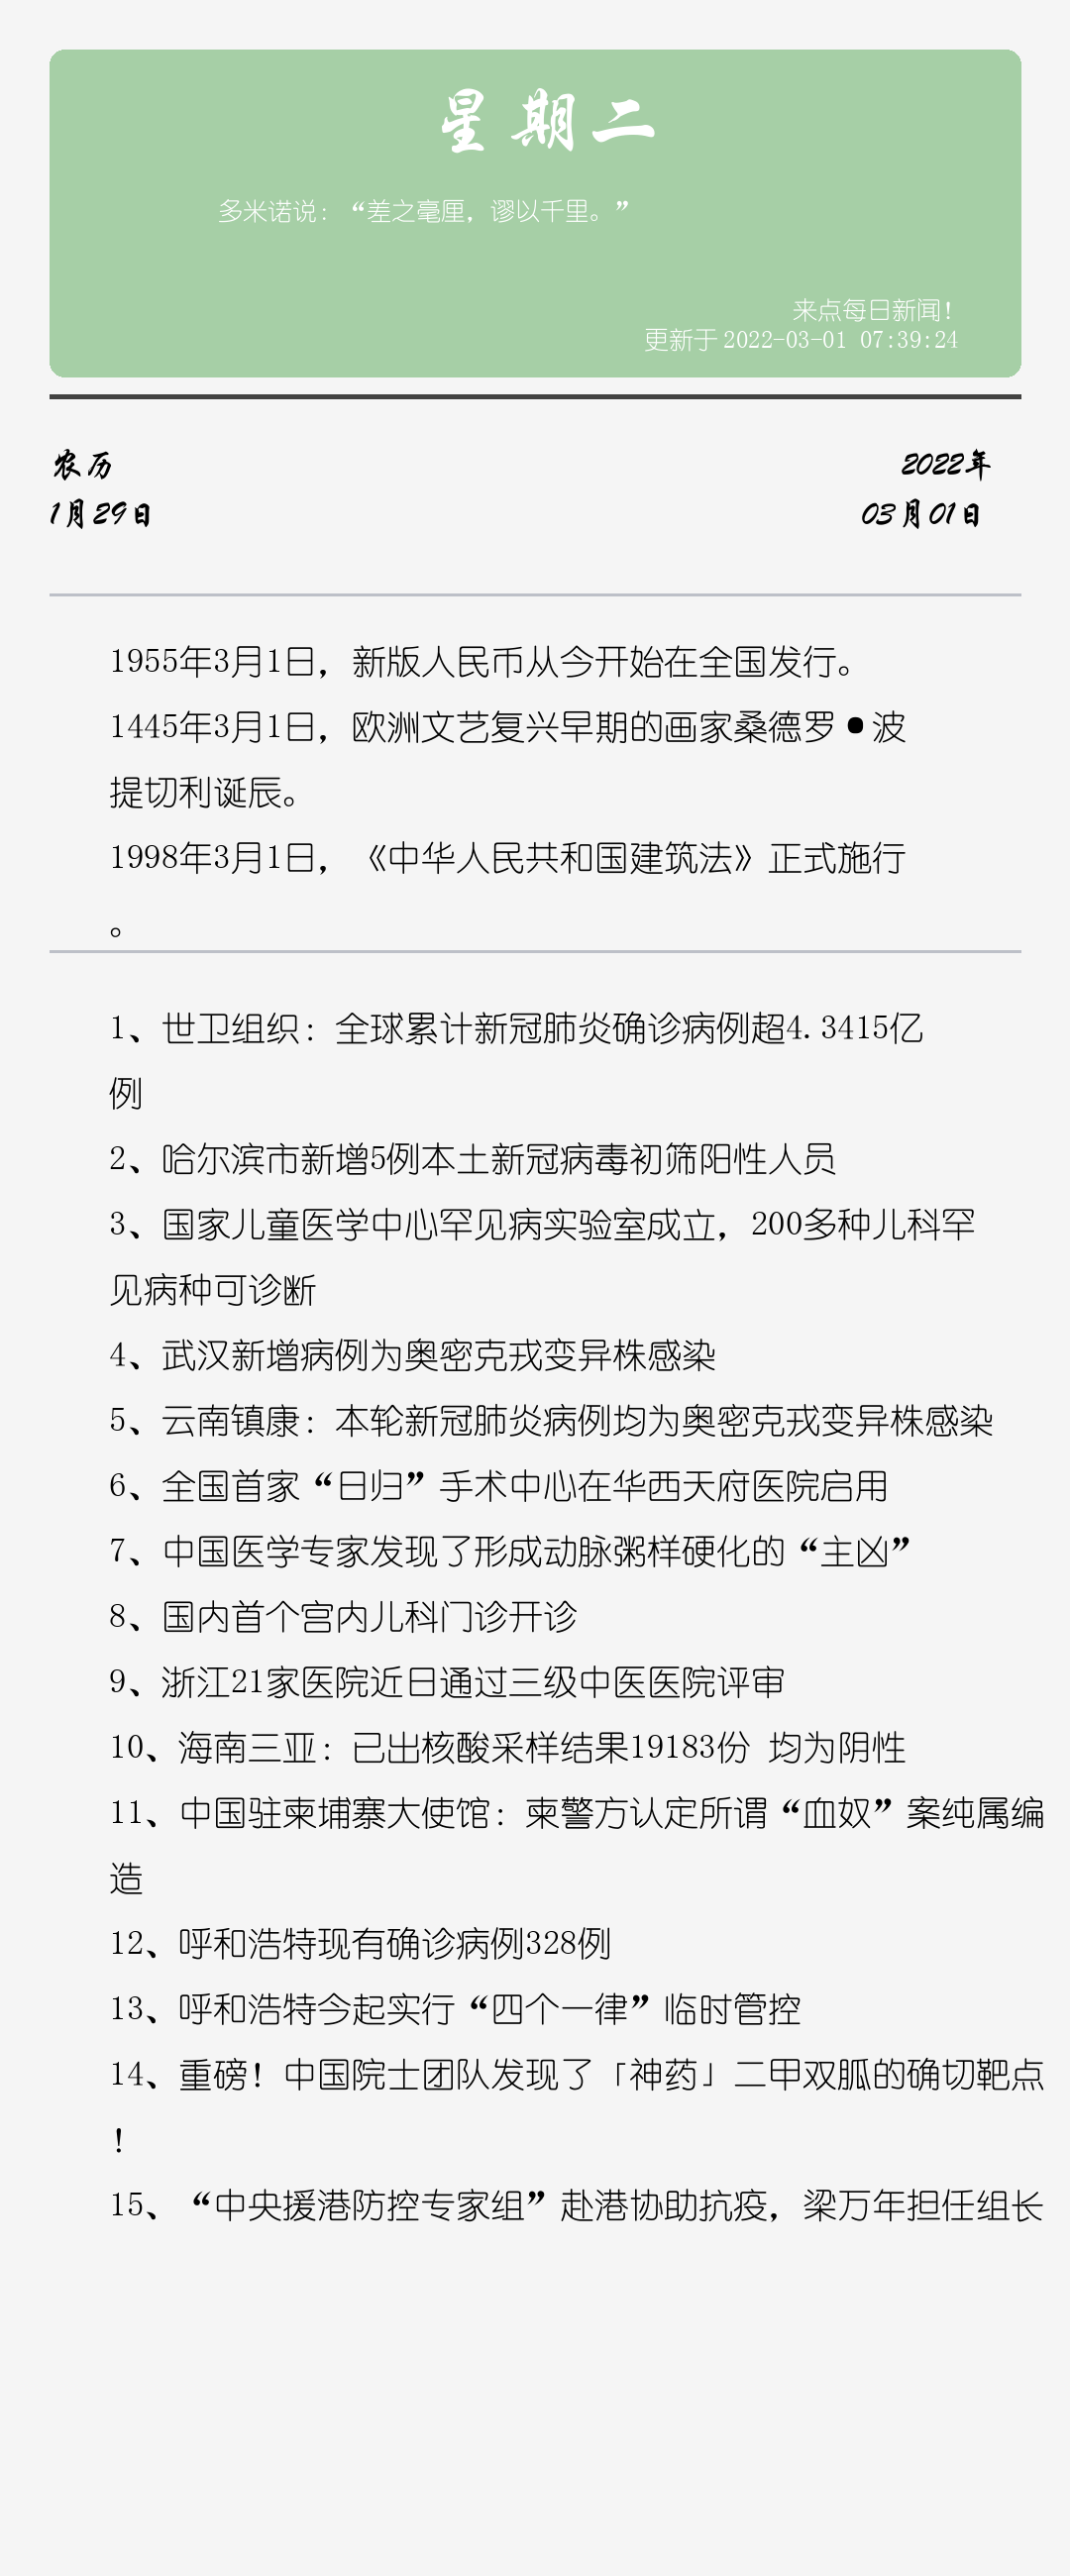 星期二
多米诺说：“差之毫厘，谬以千里。”
来点每日新闻！
更新于 2022-03-01 07:39:24
农历
2022年
1月29日
03月01日
1955年3月1日，新版人民币从今开始在全国发行。
1445年3月1日，欧洲文艺复兴早期的画家桑德罗•波
提切利诞辰。
1998年3月1日，《中华人民共和国建筑法》正式施行
。
1、世卫组织：全球累计新冠肺炎确诊病例超4.3415亿
例
2、哈尔滨市新增5例本土新冠病毒初筛阳性人员
3、国家儿童医学中心罕见病实验室成立，200多种儿科罕
见病种可诊断
4、武汉新增病例为奥密克戎变异株感染
5、云南镇康：本轮新冠肺炎病例均为奥密克戎变异株感染
6、全国首家“日归”手术中心在华西天府医院启用
7、中国医学专家发现了形成动脉粥样硬化的“主凶”
8、国内首个宫内儿科门诊开诊
9、浙江21家医院近日通过三级中医医院评审
10、海南三亚：已出核酸采样结果19183份 均为阴性
11、中国驻柬埔寨大使馆：柬警方认定所谓“血奴”案纯属编
造
12、呼和浩特现有确诊病例328例
13、呼和浩特今起实行“四个一律”临时管控
14、重磅！中国院士团队发现了「神药」二甲双胍的确切靶点
！
15、“中央援港防控专家组”赴港协助抗疫，梁万年担任组长